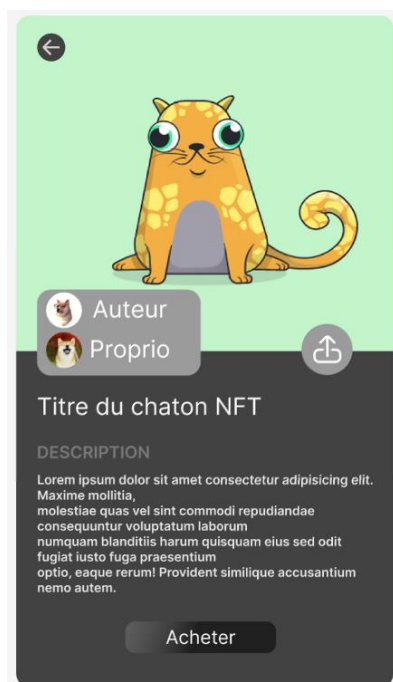 Auteur
Proprio
Titre du chaton NFT
DESCRIPTION
Lorem ipsum dolor sit amet consectetur adipisicing elit.
Maxime mollitia,
molestiae quas vel sint commodi repudiandae
consequuntur voluptatum laborum
numquam blanditiis harum quisquam eius sed odit
fugiat iusto fuga praesentium
optio, eaque rerum! Provident similique accusantium
nemo autem.
Acheter